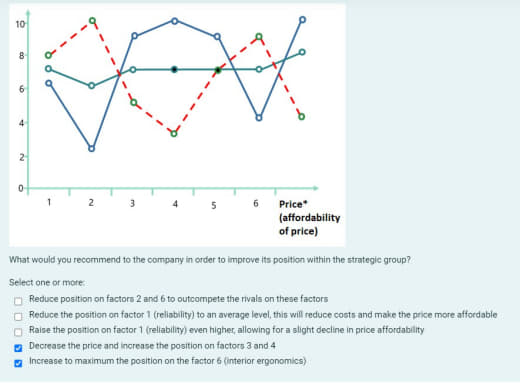 10
8
6
4
2
0
1 2 3 4 5 6 Price*
(affordability
of price)
What would you recommend to the company in order to improve its position within the strategic group?
Select one or more:
Reduce position on factors 2 and 6 to outcompete the rivals on these factors
Reduce the position on factor 1 (reliability) to an average level, this will reduce costs and make the price more affordable
Raise the position on factor 1 (reliability) even higher, allowing for a slight decline in price affordability
Decrease the price and increase the position on factors 3 and 4
Increase to maximum the position on the factor 6 (interior ergonomics)